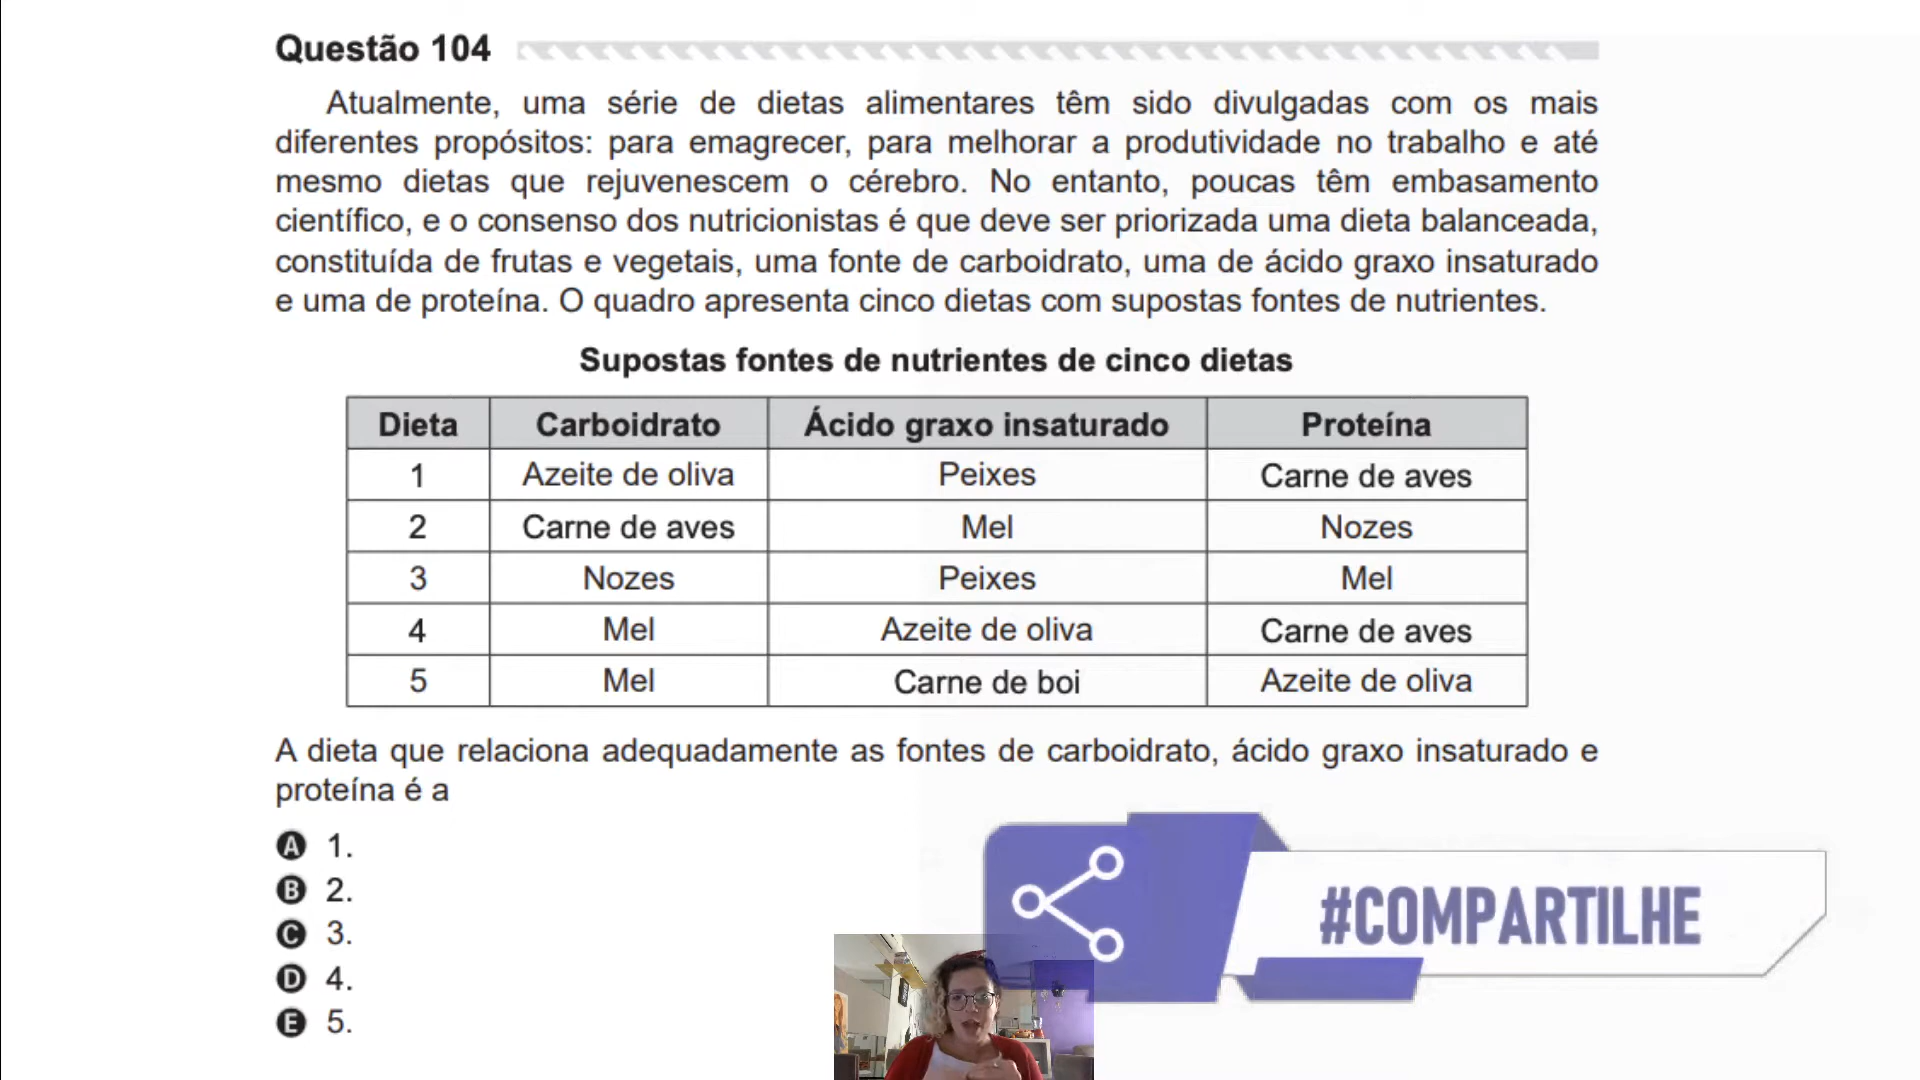 Questão 104
Atualmente, uma série de dietas alimentares têm sido divulgadas com os mais
diferentes propósitos: para emagrecer, para melhorar a produtividade no trabalho e até
mesmo dietas que rejuvenescem o cérebro. No entanto, poucas têm embasamento
científico, e o consenso dos nutricionistas é que deve ser priorizada uma dieta balanceada,
constituída de frutas e vegetais, uma fonte de carboidrato, uma de ácido graxo insaturado
e uma de proteína. O quadro apresenta cinco dietas com supostas fontes de nutrientes.
Supostas fontes de nutrientes de cinco dietas
Dieta Carboidrato Ácido graxo insaturado Proteína
1 Azeite de oliva Peixes Carne de aves
2 Carne de aves Mel Nozes
3 Nozes Peixes Mel
4 Mel Azeite de oliva Carne de aves
5 Mel Carne de boi Azeite de oliva
A dieta que relaciona adequadamente as fontes de carboidrato, ácido graxo insaturado e
proteína é a
A 1.
B 2.
C 3.
D 4.
E 5.
#COMPARTILHE